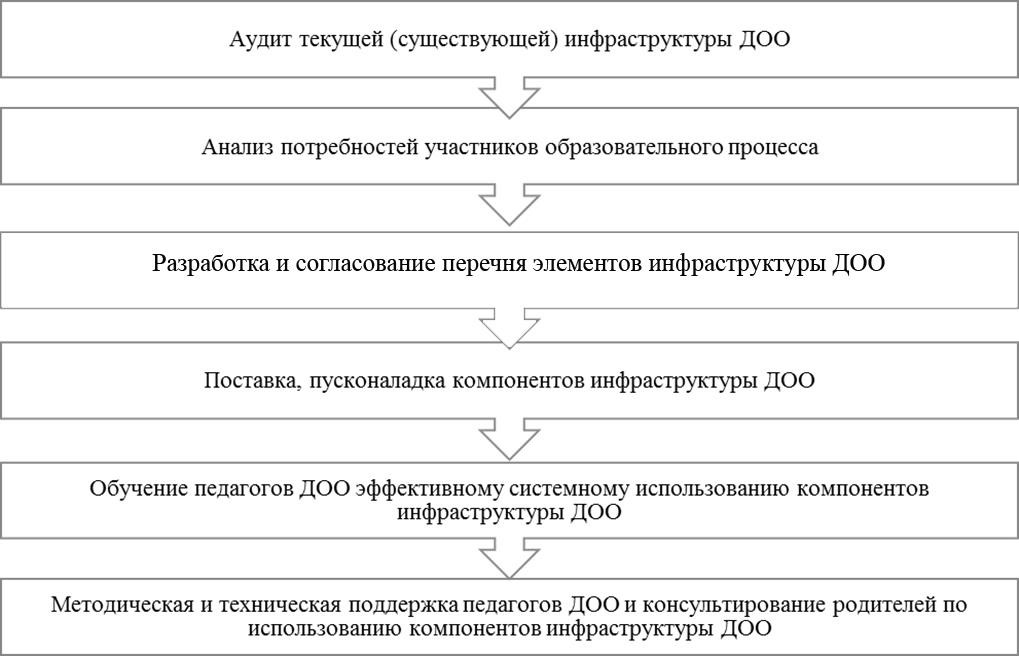 Аудит текущей (существующей) инфраструктуры ДОО
Анализ потребностей участников образовательного процесса
Разработка и согласование перечня элементов инфраструктуры ДОО
Поставка, пусконаладка компонентов инфраструктуры ДОО
Обучение педагогов ДОО эффективному системному использованию компонентов
инфраструктуры ДОО
Методическая и техническая поддержка педагогов ДОО и консультирование родителей по
использованию компонентов инфраструктуры ДОО